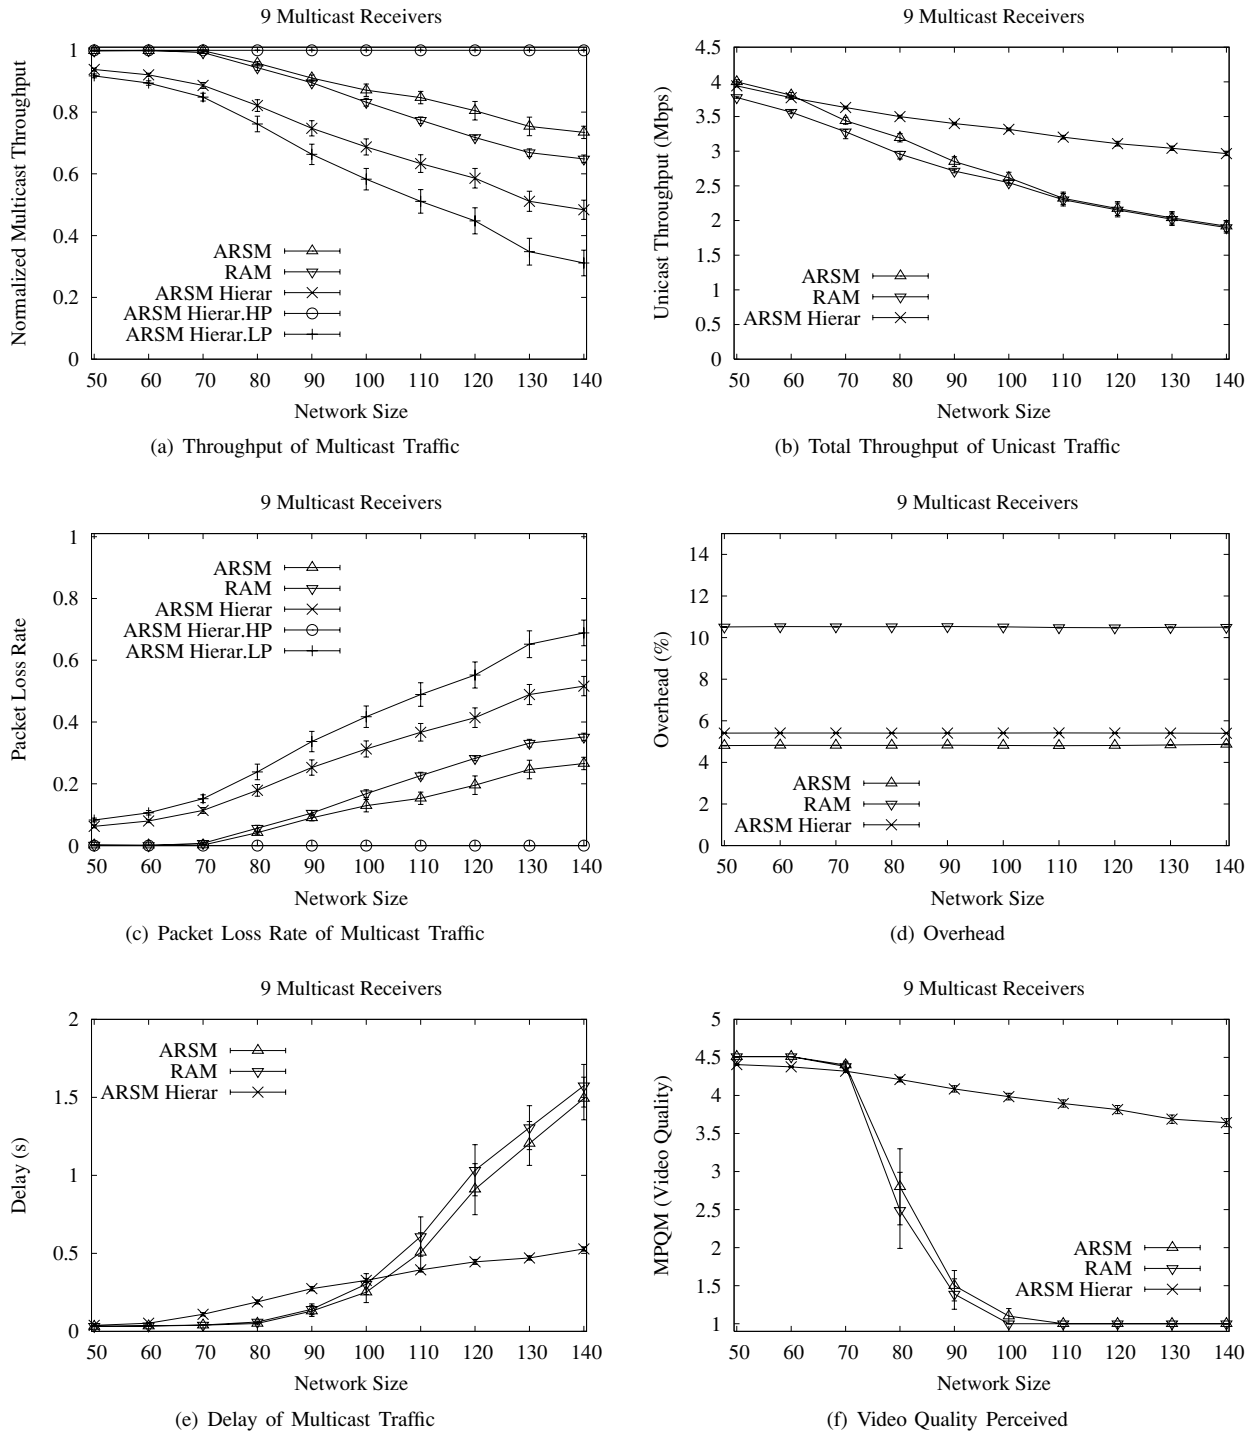 9 Multicast Receivers
Normalized Multicast Throughput
1
0.8
0.6
0.4
0.2
0
ARSM
RAM
ARSM Hierar
ARSM Hierar.HP
ARSM Hierar.LP
50 60 70 80 90 100 110 120 130 140
Network Size
(a) Throughput of Multicast Traffic
9 Multicast Receivers
Unicast Throughput (Mbps)
4.5
4
3.5
3
2.5
2
1.5
1
0.5
0
ARSM
RAM
ARSM Hierar
50 60 70 80 90 100 110 120 130 140
Network Size
(b) Total Throughput of Unicast Traffic
9 Multicast Receivers
Packet Loss Rate
1
0.8
0.6
0.4
0.2
0
ARSM
RAM
ARSM Hierar
ARSM Hierar.HP
ARSM Hierar.LP
50 60 70 80 90 100 110 120 130 140
Network Size
(c) Packet Loss Rate of Multicast Traffic
9 Multicast Receivers
Overhead (%)
14
12
10
8
6
4
2
0
ARSM
RAM
ARSM Hierar
50 60 70 80 90 100 110 120 130 140
Network Size
(d) Overhead
9 Multicast Receivers
Delay (s)
2
1.5
1
0.5
0
ARSM
RAM
ARSM Hierar
50 60 70 80 90 100 110 120 130 140
Network Size
(e) Delay of Multicast Traffic
9 Multicast Receivers
MPQM (Video Quality)
5
4.5
4
3.5
3
2.5
2
1.5
1
ARSM
RAM
ARSM Hierar
50 60 70 80 90 100 110 120 130 140
Network Size
(f) Video Quality Perceived